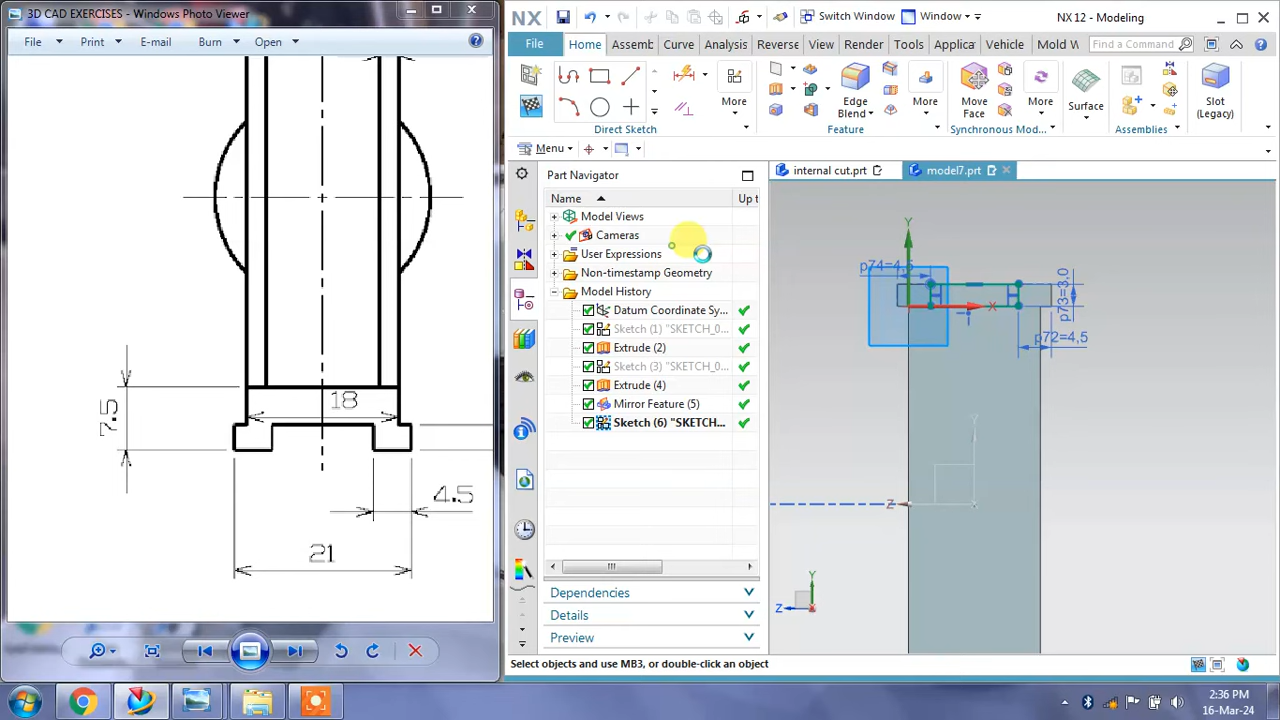 3D CAD EXERCISES - Windows Photo Viewer
File Print E-mail Burn Open
7.5
18
4.5
21
NX Switch Window Window NX 12 - Modeling
File Home Assemb Curve Analysis Reverse View Render Tools Applica Vehicle Mold W Find a Command
More Edge Blend More Move Face More Surface Slot (Legacy)
Direct Sketch Feature Synchronous Mod... Assemblies
Menu
Part Navigator
internal cut.prt model7.prt
Name Up t
Model Views
Cameras
User Expressions
Non-timestamp Geometry
Model History
Datum Coordinate Sy...
Sketch (1) "SKETCH_0...
Extrude (2)
Sketch (3) "SKETCH_0...
Extrude (4)
Mirror Feature (5)
Sketch (6) "SKETCH...
Dependencies
Details
Preview
Y
p74=4,5
X
p73=3.0
p72=4,5
Y
Z
Y
Z
Select objects and use MB3, or double-click an object
2:36 PM
16-Mar-24